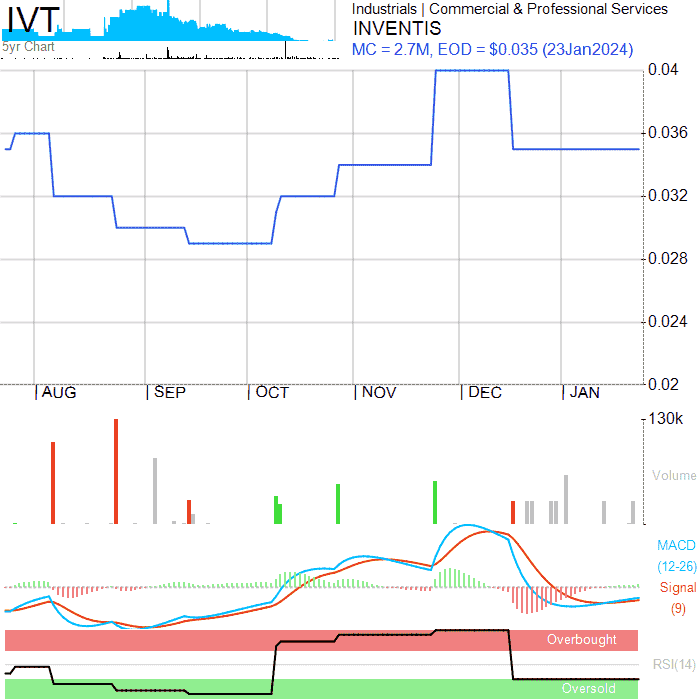 IVT
5yr Chart
Industrials | Commercial & Professional Services
INVENTIS
MC = 2.7M, EOD = $0.035 (23Jan2024)
0.04
0.036
0.032
0.028
0.024
0.02
AUG
SEP
OCT
NOV
DEC
JAN
130k
Volume
MACD
(12-26)
Signal
(9)
Overbought
RSI(14)
Oversold